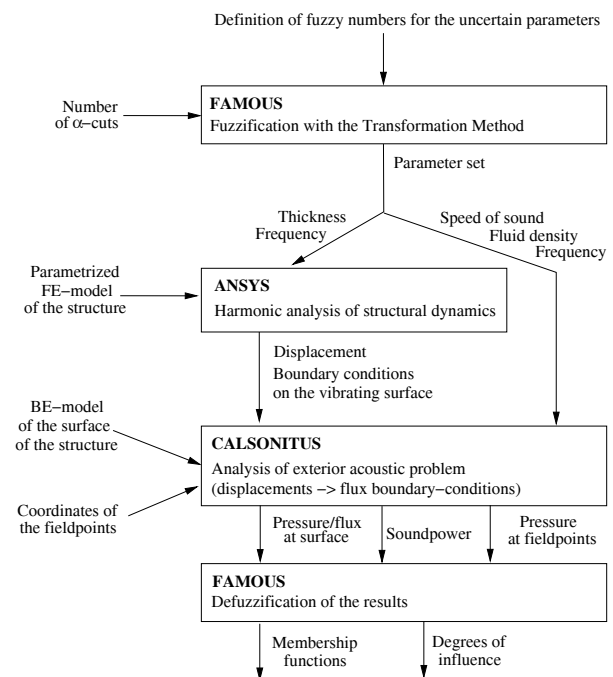 Definition of fuzzy numbers for the uncertain parameters
Number
of α−cuts
FAMOUS
Fuzzification with the Transformation Method
Parameter set
Thickness
Frequency
Speed of sound
Fluid density
Frequency
Parametrized
FE−model
of the structure
ANSYS
Harmonic analysis of structural dynamics
Displacement
Boundary conditions
on the vibrating surface
BE−model
of the surface
of the structure
Coordinates of
the fieldpoints
CALSONITUS
Analysis of exterior acoustic problem
(displacements −> flux boundary−conditions)
Pressure/flux
at surface
Soundpower
Pressure
at fieldpoints
FAMOUS
Defuzzification of the results
Membership
functions
Degrees of
influence